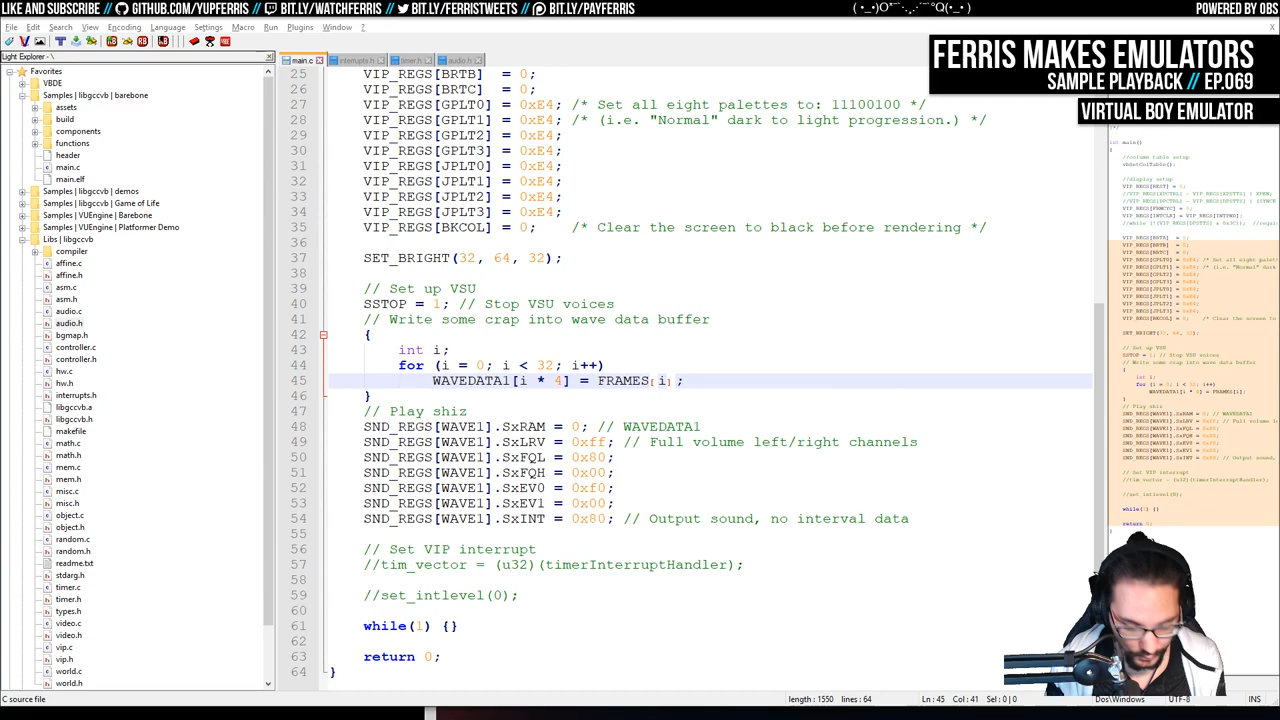 LIKE AND SUBSCRIBE // GITHUB.COM/YUPFERRIS // BIT.LY/WATCHFERRIS // BIT.LY/FERRISTWEETS // BIT.LY/PAYFERRIS
POWERED BY OBS
File Edit Search View Encoding Language Settings Macro Run Plugins Window ?
FERRIS MAKES EMULATORS
SAMPLE PLAYBACK // EP.069
VIRTUAL BOY EMULATOR
Light Explorer -
main.c interrupts.h timer.h audio.h
Favorites
VBDE
Samples | libgccvb | barebone
assets
build
components
functions
header
main.c
main.elf
Samples | libgccvb | demos
Samples | libgccvb | Game of Life
Samples | VUEngine | Barebone
Samples | VUEngine | Platformer Demo
Libs | libgccvb
compiler
affine.c
affine.h
asm.c
asm.h
audio.c
audio.h
bgmap.h
controller.c
controller.h
hw.c
hw.h
interrupts.h
libgccvb.a
libgccvb.h
makefile
math.c
math.h
mem.c
mem.h
misc.c
misc.h
object.c
object.h
random.c
random.h
readme.txt
stdarg.h
timer.c
timer.h
types.h
video.c
video.h
vip.c
vip.h
world.c
world.h
25 VIP_REGS[BRTB] = 0;
26 VIP_REGS[BRTC] = 0;
27 VIP_REGS[GPLT0] = 0xE4; /* Set all eight palettes to: 11100100 */
28 VIP_REGS[GPLT1] = 0xE4; /* (i.e. "Normal" dark to light progression.) */
29 VIP_REGS[GPLT2] = 0xE4;
30 VIP_REGS[GPLT3] = 0xE4;
31 VIP_REGS[JPLT0] = 0xE4;
32 VIP_REGS[JPLT1] = 0xE4;
33 VIP_REGS[JPLT2] = 0xE4;
34 VIP_REGS[JPLT3] = 0xE4;
35 VIP_REGS[BKCOL] = 0; /* Clear the screen to black before rendering */
36
37 SET_BRIGHT(32, 64, 32);
38
39 // Set up VSU
40 SSTOP = 1; // Stop VSU voices
41 // Write some crap into wave data buffer
42 {
43 int i;
44 for (i = 0; i < 32; i++)
45 WAVEDATA1[i * 4] = FRAMES[i];
46 }
47 // Play shiz
48 SND_REGS[WAVE1].SxRAM = 0; // WAVEDATA1
49 SND_REGS[WAVE1].SxLRV = 0xff; // Full volume left/right channels
50 SND_REGS[WAVE1].SxFQL = 0x80;
51 SND_REGS[WAVE1].SxFQH = 0x00;
52 SND_REGS[WAVE1].SxEV0 = 0xf0;
53 SND_REGS[WAVE1].SxEV1 = 0x00;
54 SND_REGS[WAVE1].SxINT = 0x80; // Output sound, no interval data
55
56 // Set VIP interrupt
57 //tim_vector = (u32)(timerInterruptHandler);
58
59 //set_intlevel(0);
60
61 while(1) {}
62
63 return 0;
64 }
C source file
length : 1550 lines : 64
Ln : 45 Col : 41 Sel : 0 | 0
Dos\Windows
UTF-8
INS